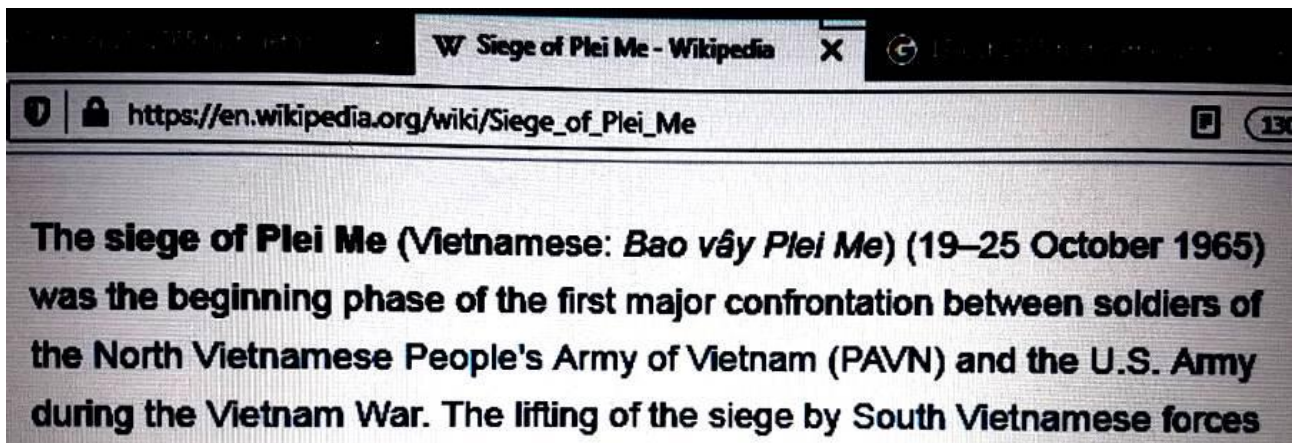 W Siege of Plei Me - Wikipedia X G
https://en.wikipedia.org/wiki/Siege_of_Plei_Me 130
The siege of Plei Me (Vietnamese: Bao vây Plei Me) (19–25 October 1965)
was the beginning phase of the first major confrontation between soldiers of
the North Vietnamese People's Army of Vietnam (PAVN) and the U.S. Army
during the Vietnam War. The lifting of the siege by South Vietnamese forces